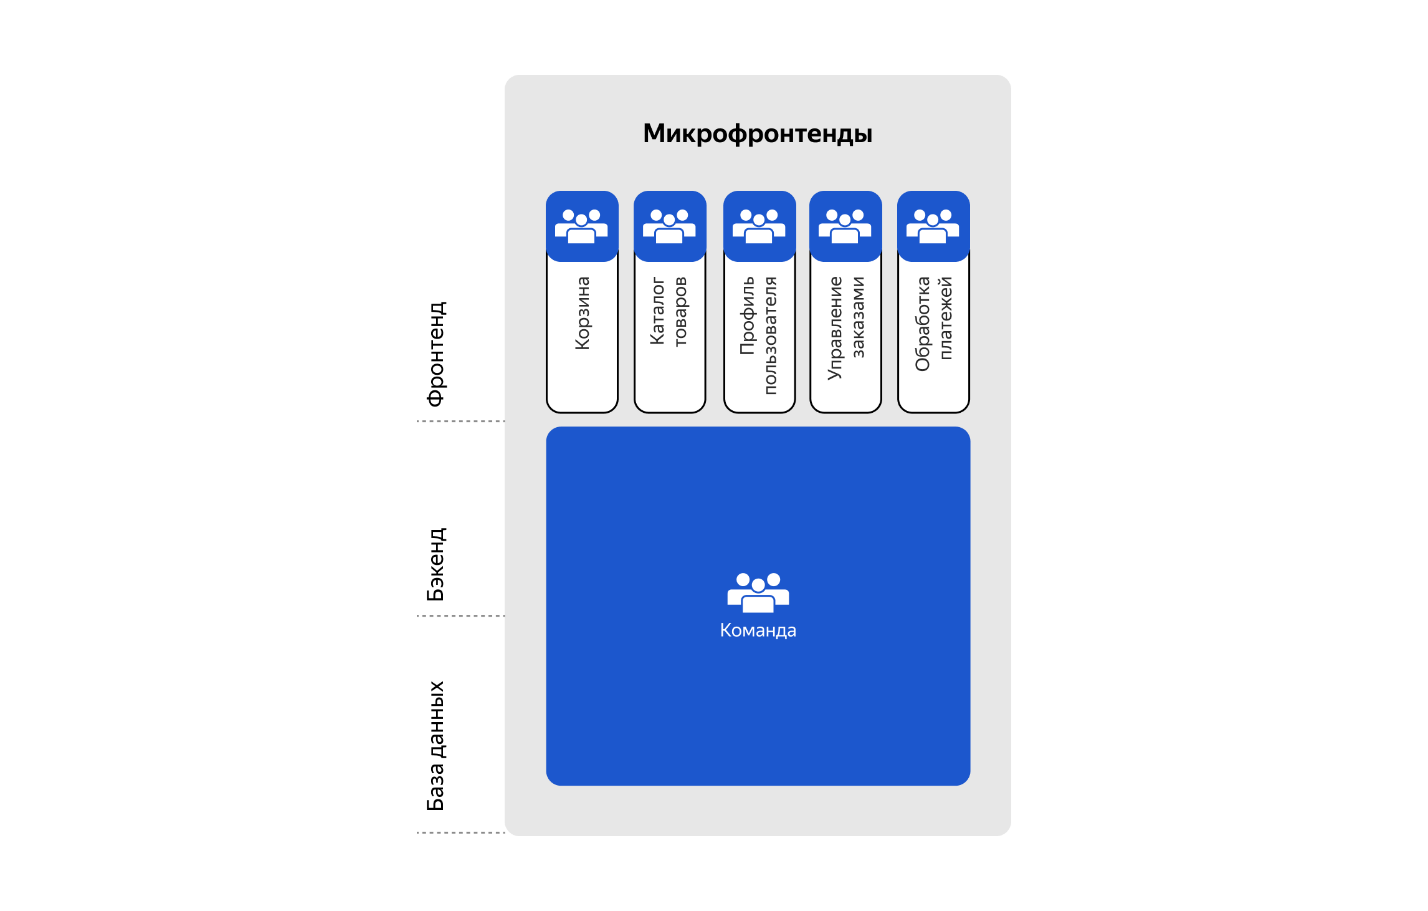 Микрофронтенды
Корзина
Каталог
товаров
Профиль
пользователя
Управление
заказами
Обработка
платежей
Фронтенд
Бэкенд
Команда
База данных